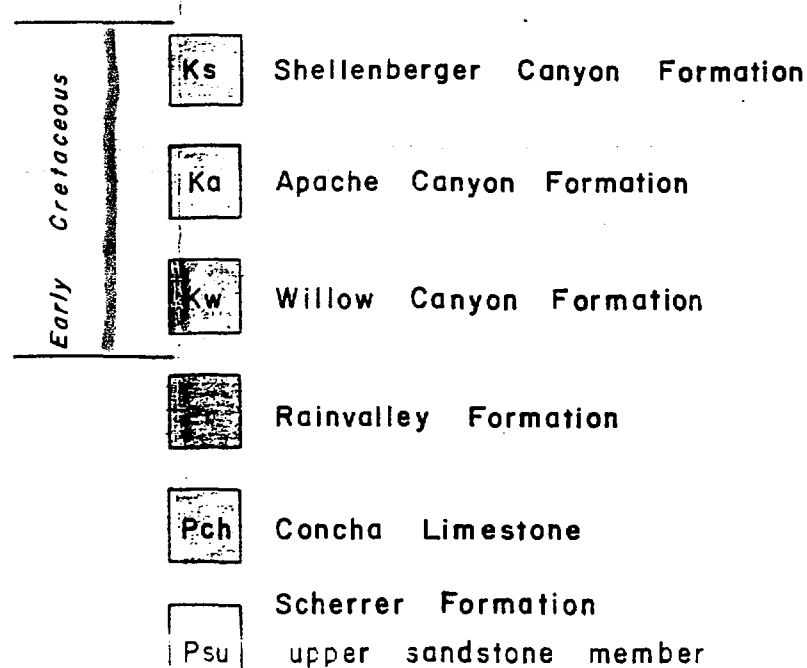 Early Cretaceous
Ks Shellenberger Canyon Formation
Ka Apache Canyon Formation
Kw Willow Canyon Formation
Rainvalley Formation
Pch Concha Limestone
Scherrer Formation
Psu upper sandstone member